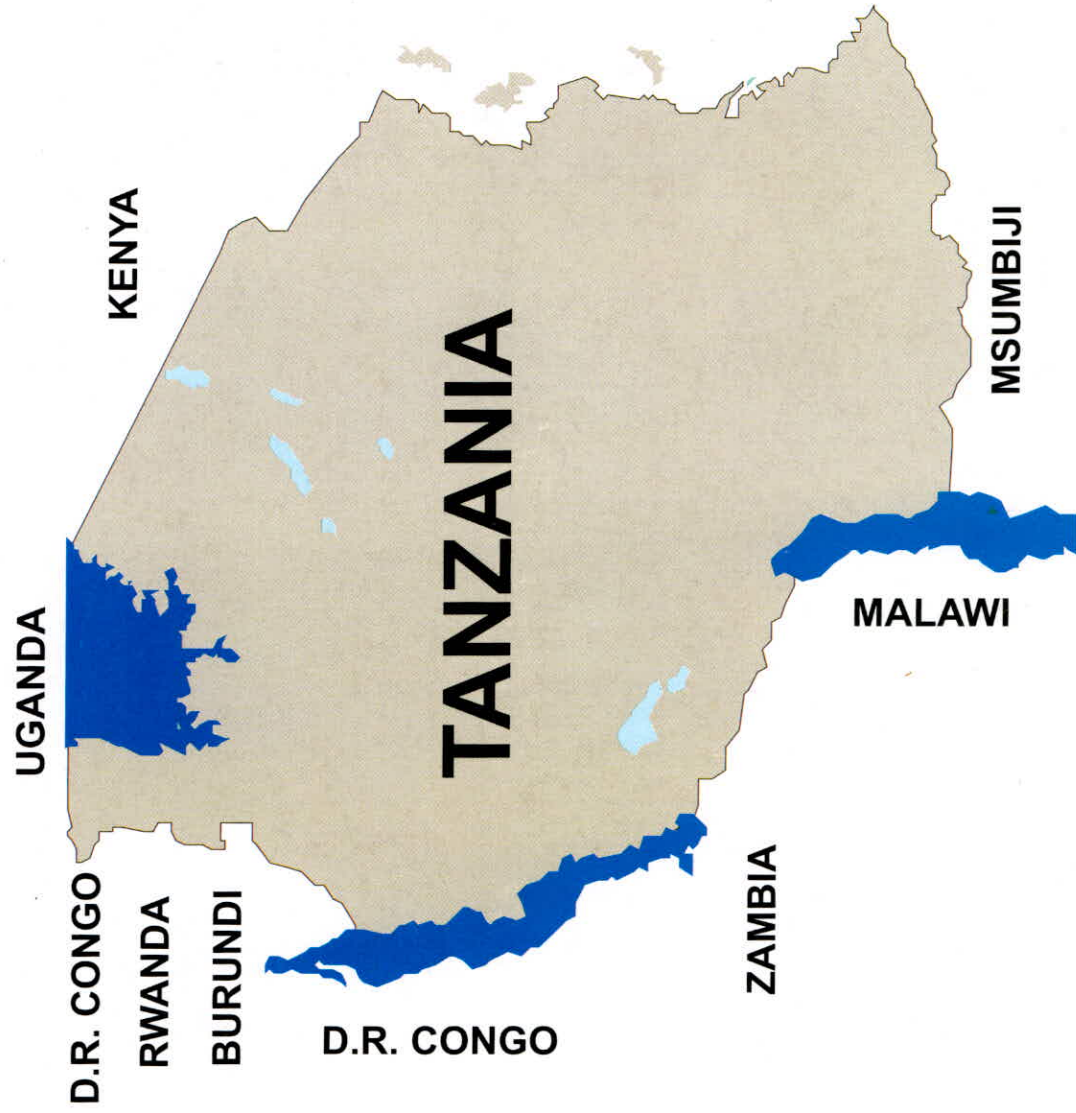 UGANDA
KENYA
D.R. CONGO
RWANDA
BURUNDI
D.R. CONGO
TANZANIA
ZAMBIA
MALAWI
MSUMBIJI